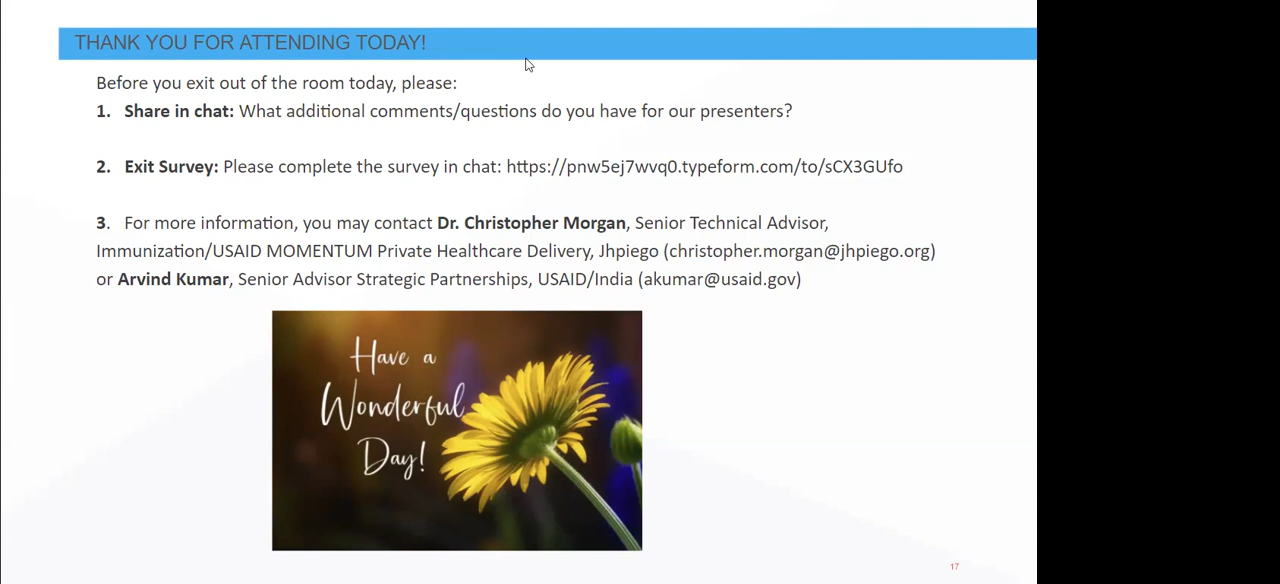 THANK YOU FOR ATTENDING TODAY!
Before you exit out of the room today, please:
1. Share in chat: What additional comments/questions do you have for our presenters?
2. Exit Survey: Please complete the survey in chat: https://pnw5ej7wvq0.typeform.com/to/sCX3GUfo
3. For more information, you may contact Dr. Christopher Morgan, Senior Technical Advisor,
Immunization/USAID MOMENTUM Private Healthcare Delivery, Jhpiego (christopher.morgan@jhpiego.org)
or Arvind Kumar, Senior Advisor Strategic Partnerships, USAID/India (akumar@usaid.gov)
Have a
Wonderful
Day!
17